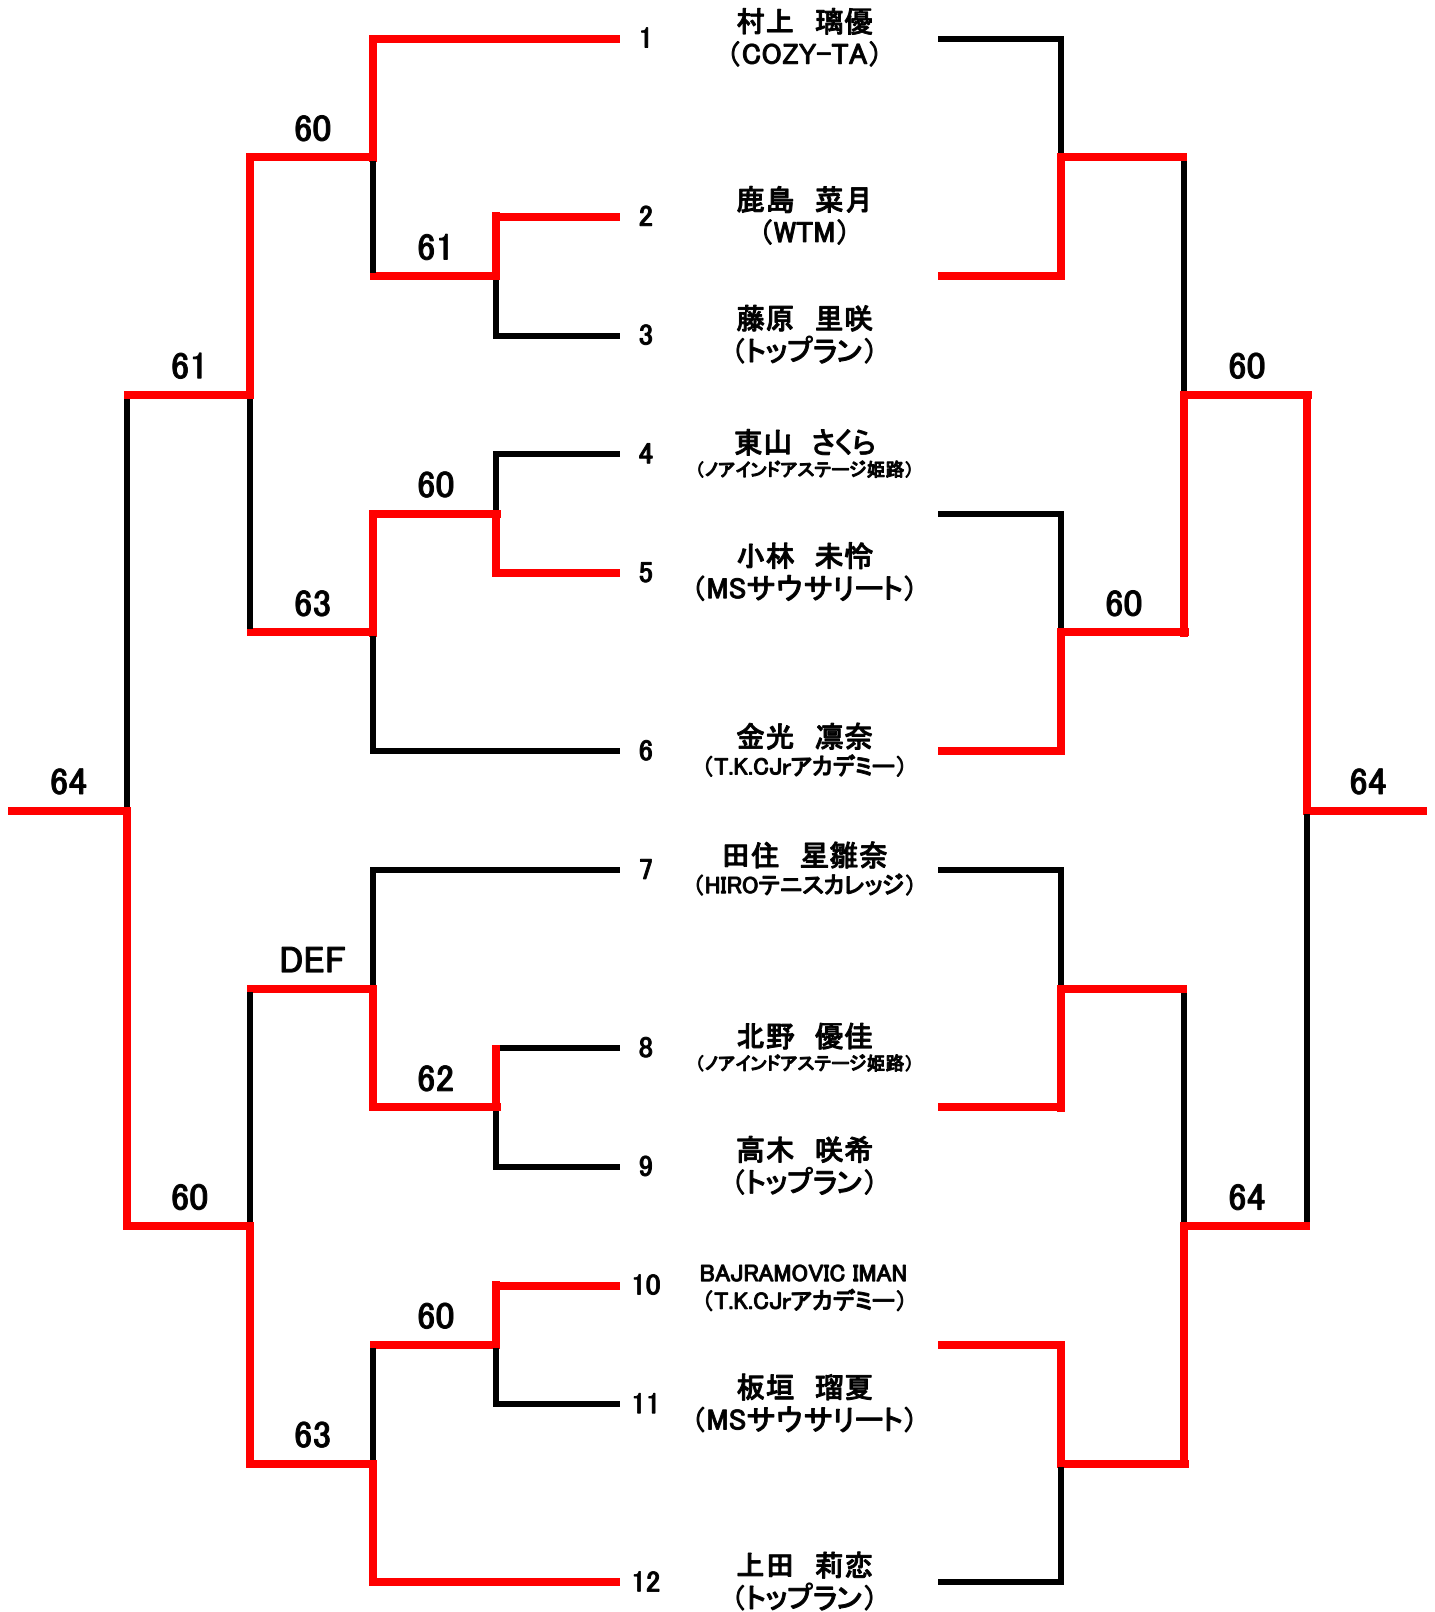 1
村上　璃優
（COZY-TA）
60
2
鹿島　菜月
（WTM）
61
3
藤原　里咲
（トップラン）
61
60
4
東山　さくら
（ノアインドアステージ姫路）
60
5
小林　未怜
（MSサウサリート）
63
60
6
金光　凛奈
（T.K.CJrアカデミー）
64
64
7
田住　星雛奈
（HIROテニスカレッジ）
DEF
8
北野　優佳
（ノアインドアステージ姫路）
62
9
高木　咲希
（トップラン）
60
64
10
BAJRAMOVIC IMAN
（T.K.CJrアカデミー）
60
11
板垣　瑠夏
（MSサウサリート）
63
12
上田　莉恋
（トップラン）